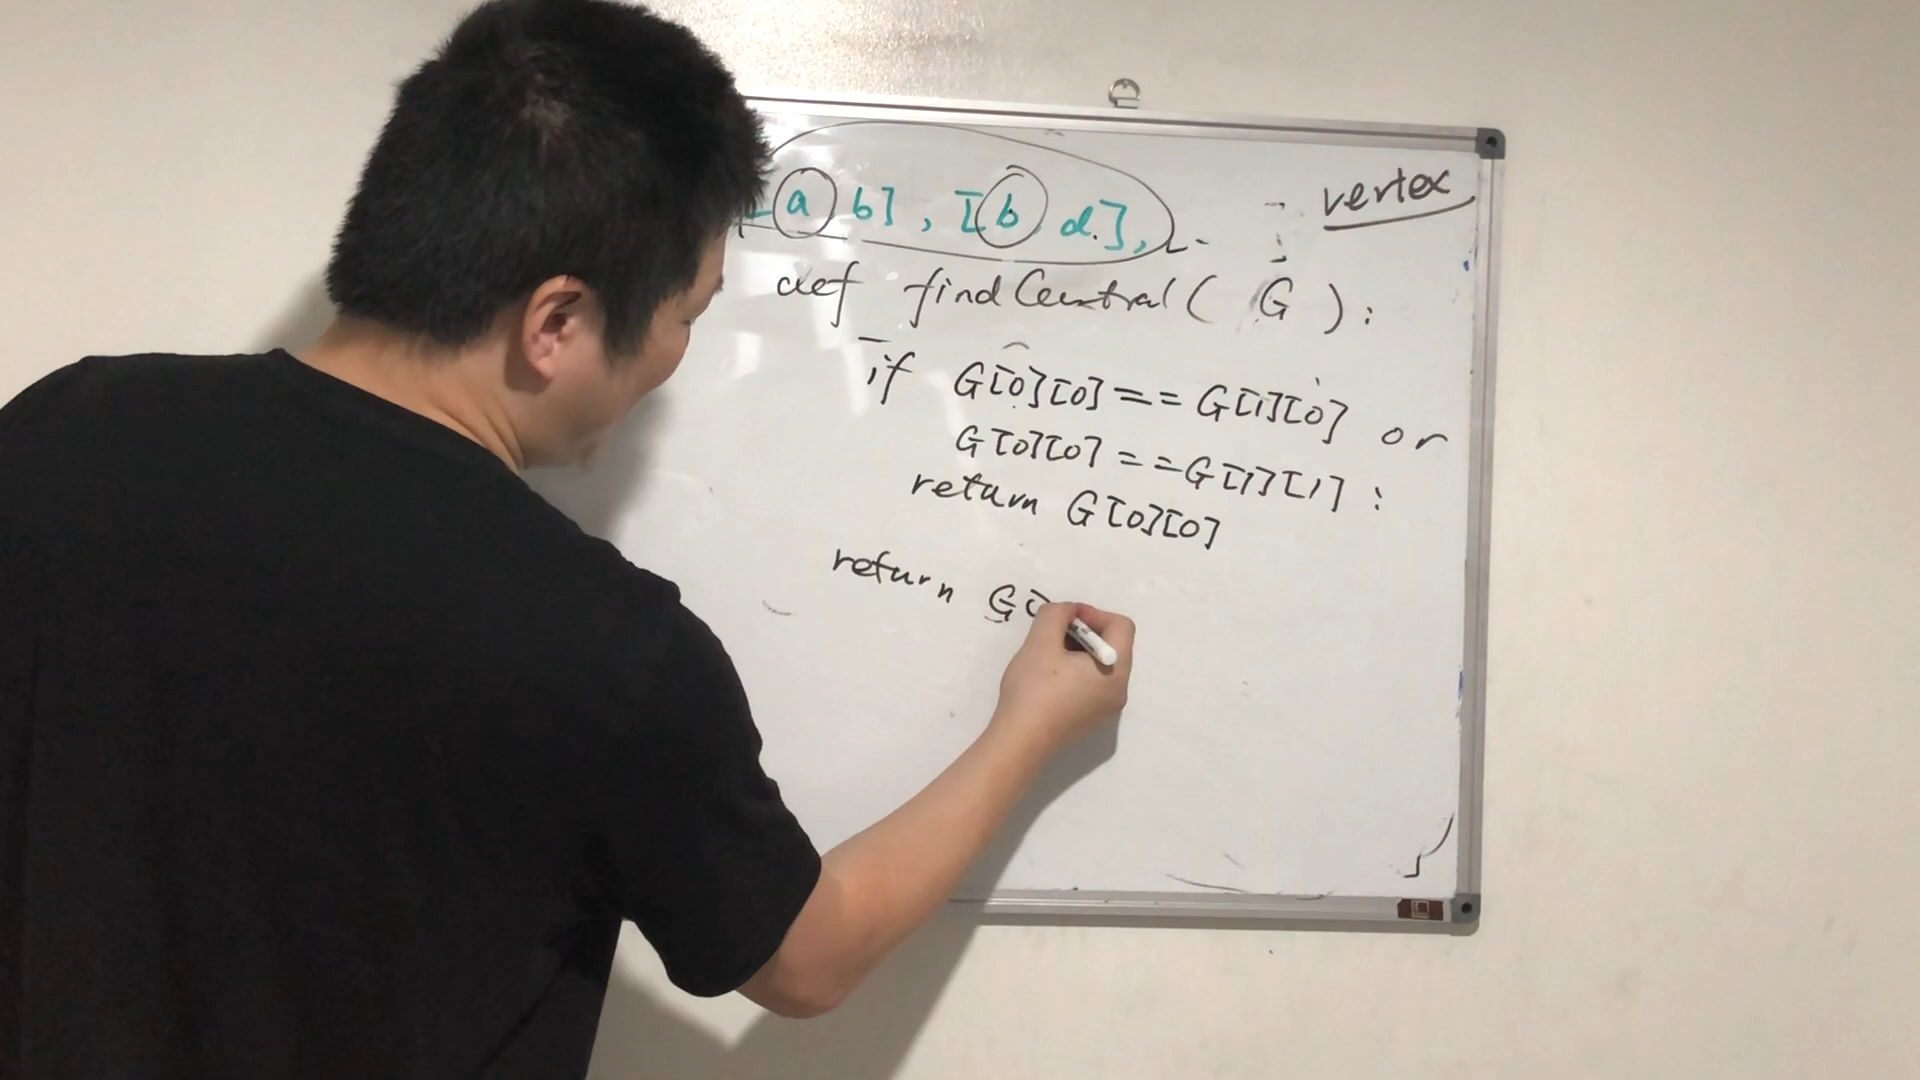 [a b], [b d.], ..
vertex
def findCentral( G ):
if G[0][0] == G[1][0] or
G[0][0] == G[1][1] :
return G[0][0]
return G[